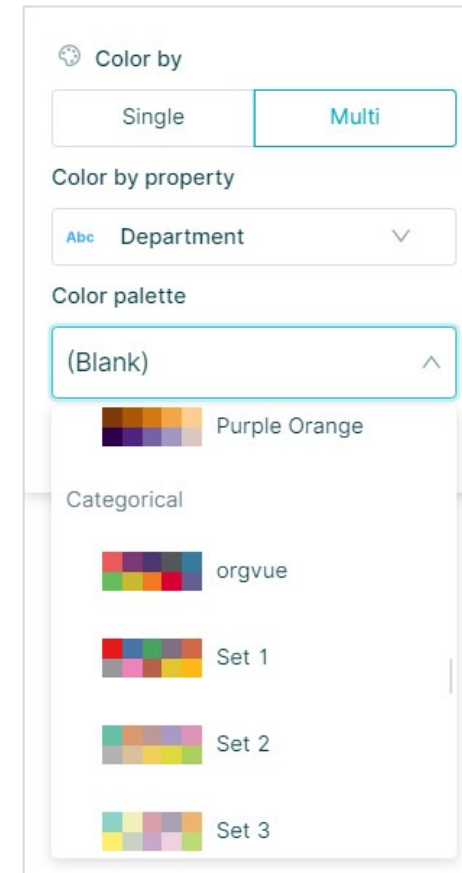 Color by
Single Multi
Color by property
Abc Department
Color palette
(Blank)
Purple Orange
Categorical
orgvue
Set 1
Set 2
Set 3